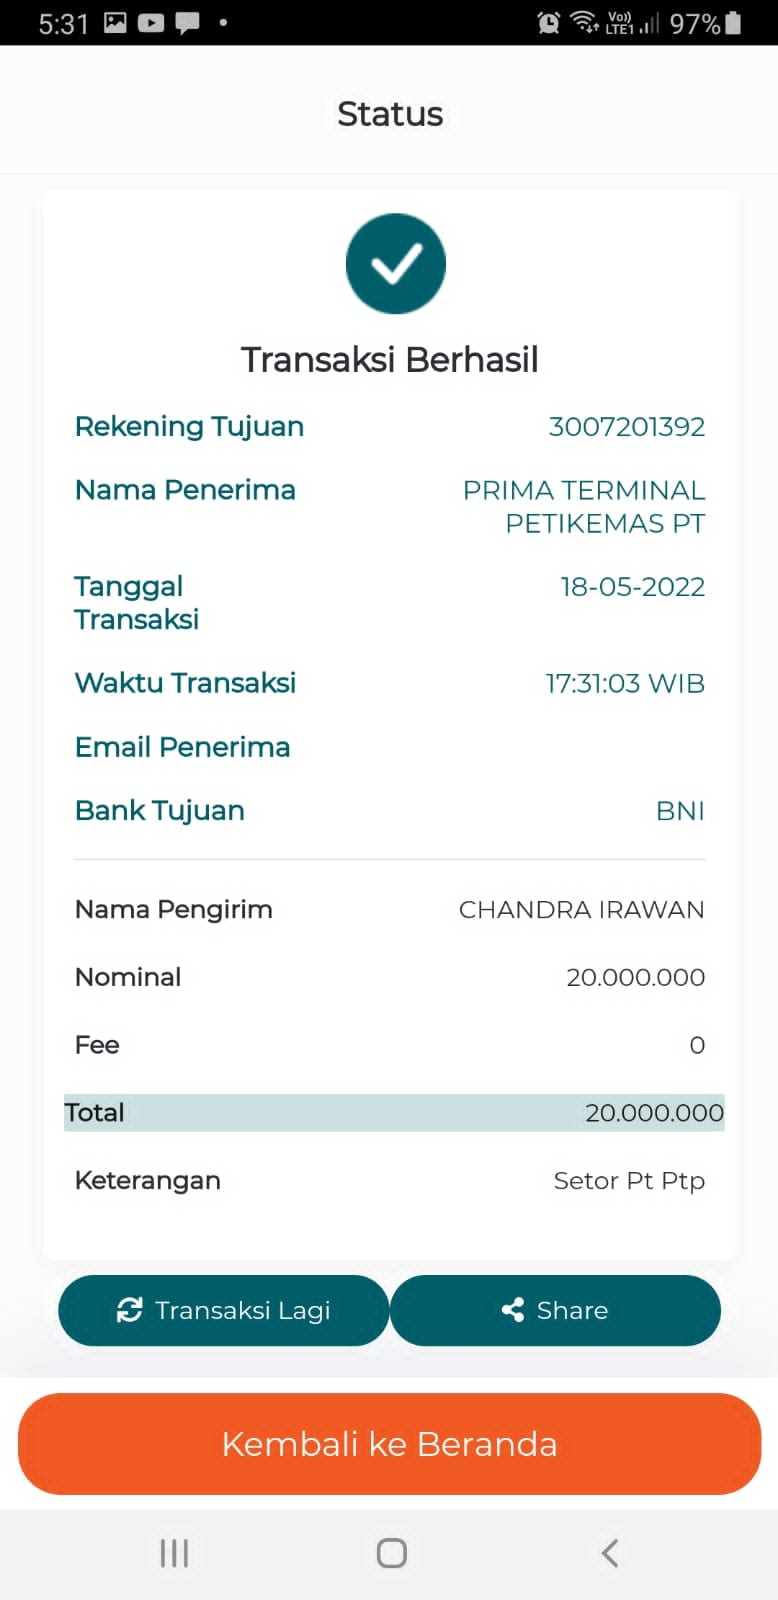 5:31
Vo))
LTE1
97%
Status
Transaksi Berhasil
Rekening Tujuan 3007201392
Nama Penerima PRIMA TERMINAL
PETIKEMAS PT
Tanggal 18-05-2022
Transaksi
Waktu Transaksi 17:31:03 WIB
Email Penerima
Bank Tujuan BNI
Nama Pengirim CHANDRA IRAWAN
Nominal 20.000.000
Fee 0
Total 20.000.000
Keterangan Setor Pt Ptp
Transaksi Lagi Share
Kembali ke Beranda